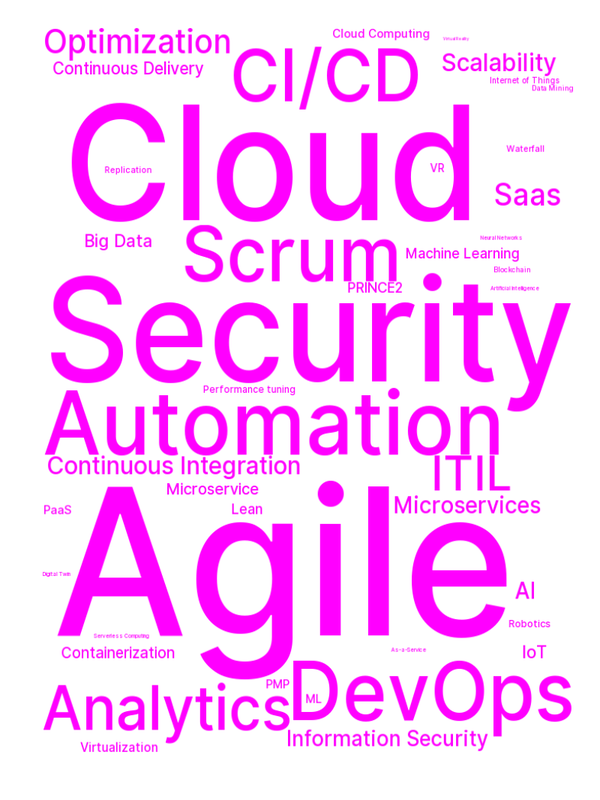 Optimization
Cloud Computing
Virtual Reality
CI/CD
Scalability
Continuous Delivery
Internet of Things
Data Mining
Cloud
Waterfall
Replication
VR
Saas
Big Data
Scrum
Neural Networks
Machine Learning
Blockchain
PRINCE2
Artificial intelligence
Security
Performance tuning
Automation
Continuous Integration
ITIL
Microservice
Microservices
PaaS
Lean
Agile
Digital Twin
AI
Robotics
Serverless Computing
As-a-Service
Containerization
IoT
PMP
DevOps
ML
Analytics
Information Security
Virtualization